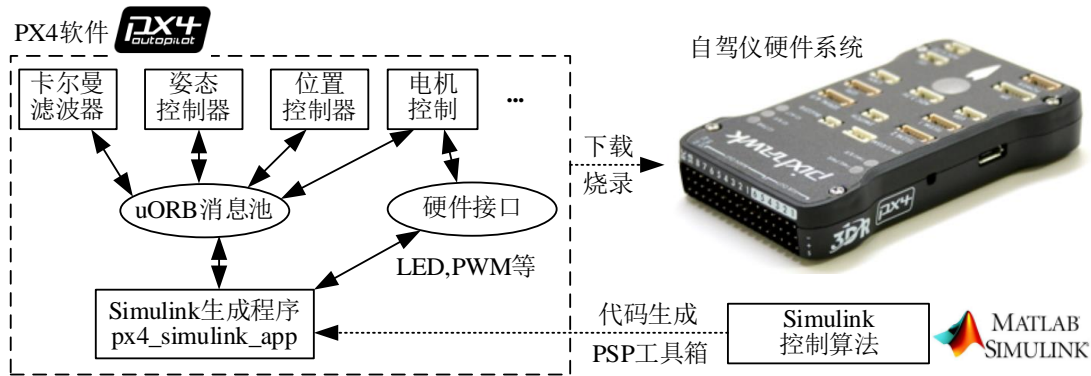 PX4软件
px4
autopilot
自驾仪硬件系统
卡尔曼
滤波器
姿态
控制器
位置
控制器
电机
控制
...
下载
烧录
uORB消息池
硬件接口
LED,PWM等
pixhawk
3DR
px4
Simulink生成程序
px4_simulink_app
代码生成
PSP工具箱
Simulink
控制算法
MATLAB
SIMULINK